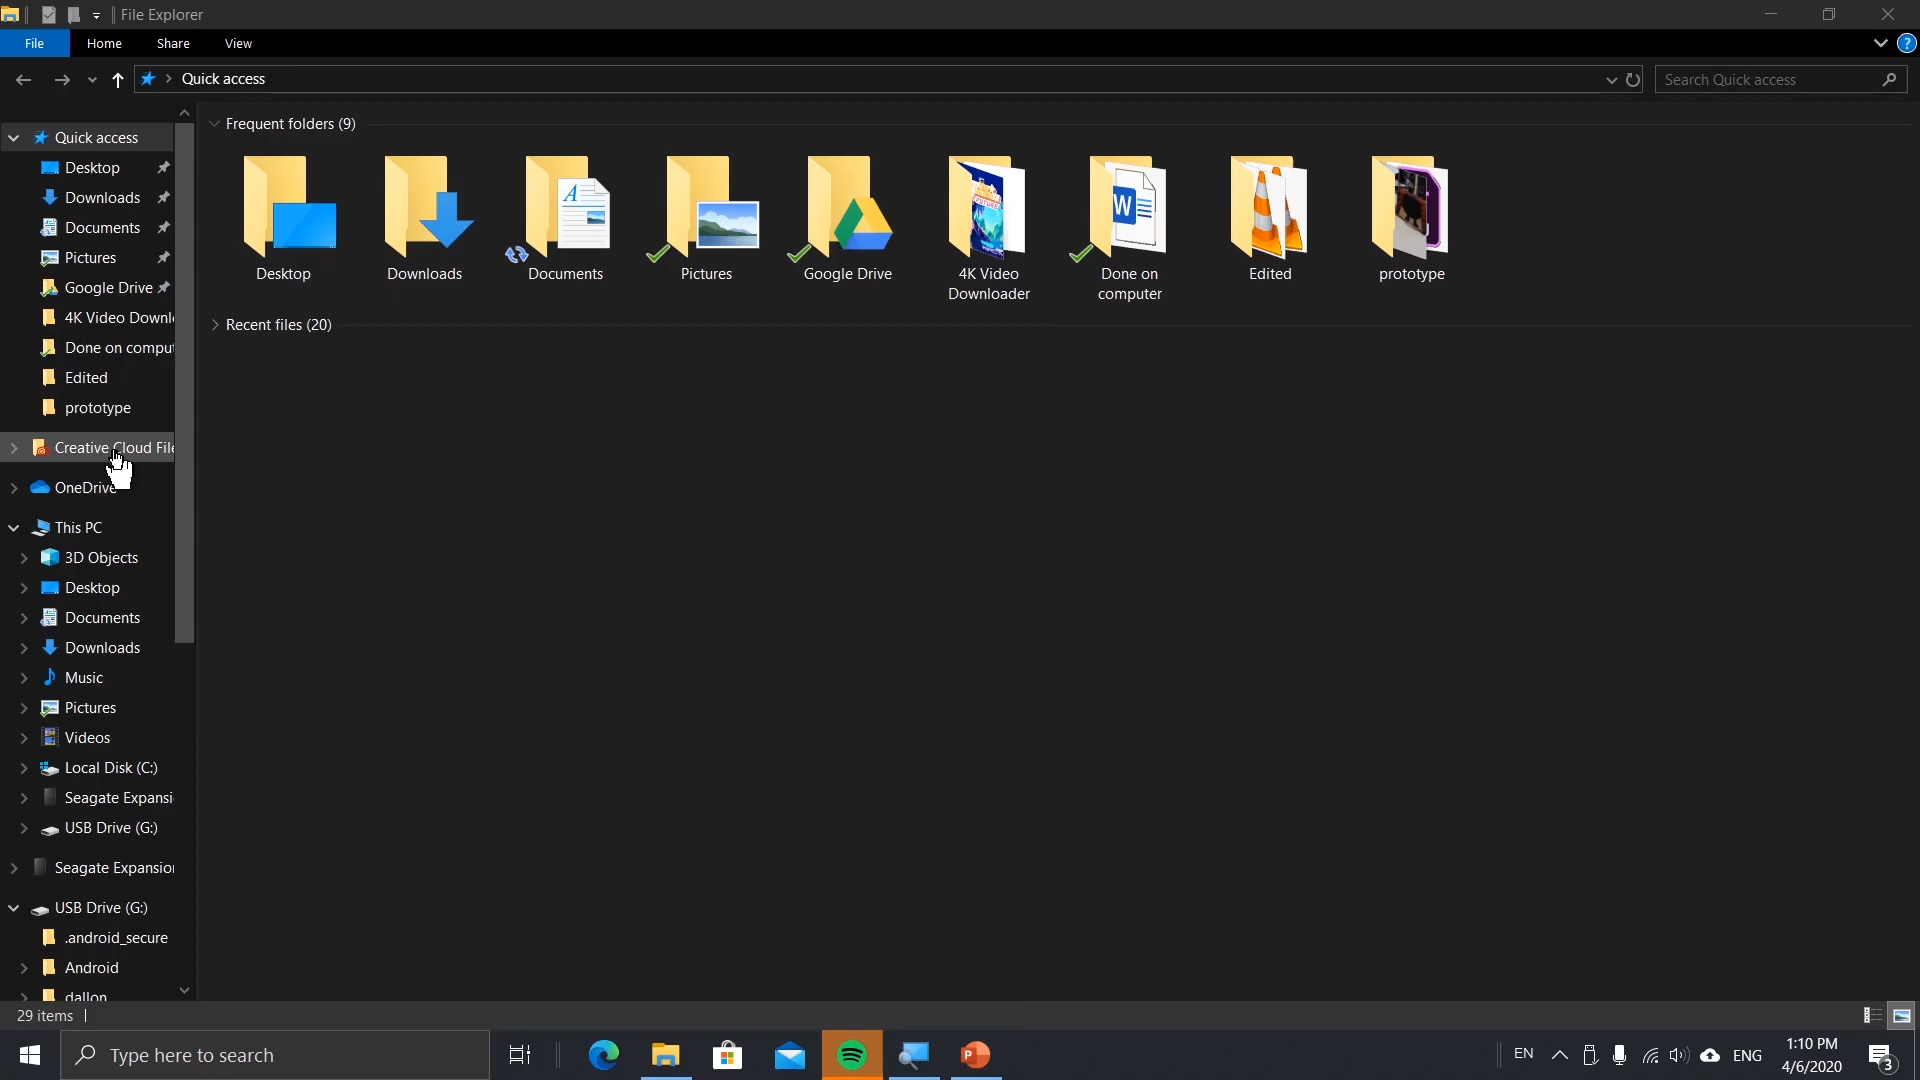 File Explorer
File Home Share View
Quick access
Search Quick access
Quick access
Desktop
Downloads
Documents
Pictures
Google Drive
4K Video Downl
Done on comput
Edited
prototype
Creative Cloud File
OneDrive
This PC
3D Objects
Desktop
Documents
Downloads
Music
Pictures
Videos
Local Disk (C:)
Seagate Expansi
USB Drive (G:)
Seagate Expansion
USB Drive (G:)
.android_secure
Android
dallon
Frequent folders (9)
Desktop
Downloads
Documents
Pictures
Google Drive
4K Video
Downloader
Done on
computer
Edited
prototype
Recent files (20)
29 items
Type here to search
EN
ENG
1:10 PM
4/6/2020
3